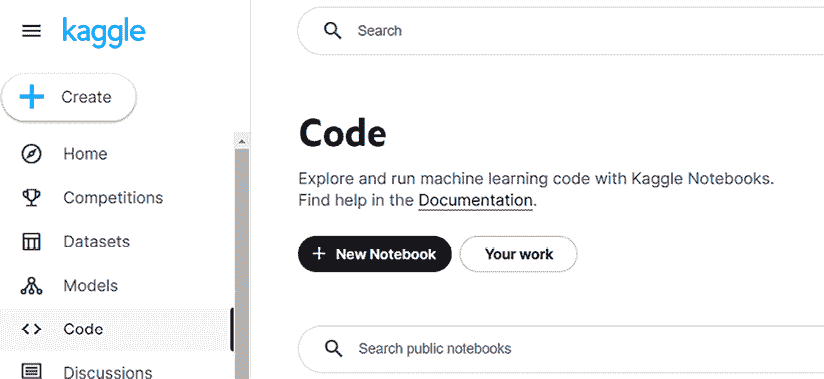 kaggle
Create
Home
Competitions
Datasets
Models
Code
Discussions
Search
Code
Explore and run machine learning code with Kaggle Notebooks.
Find help in the Documentation.
+ New Notebook
Your work
Search public notebooks